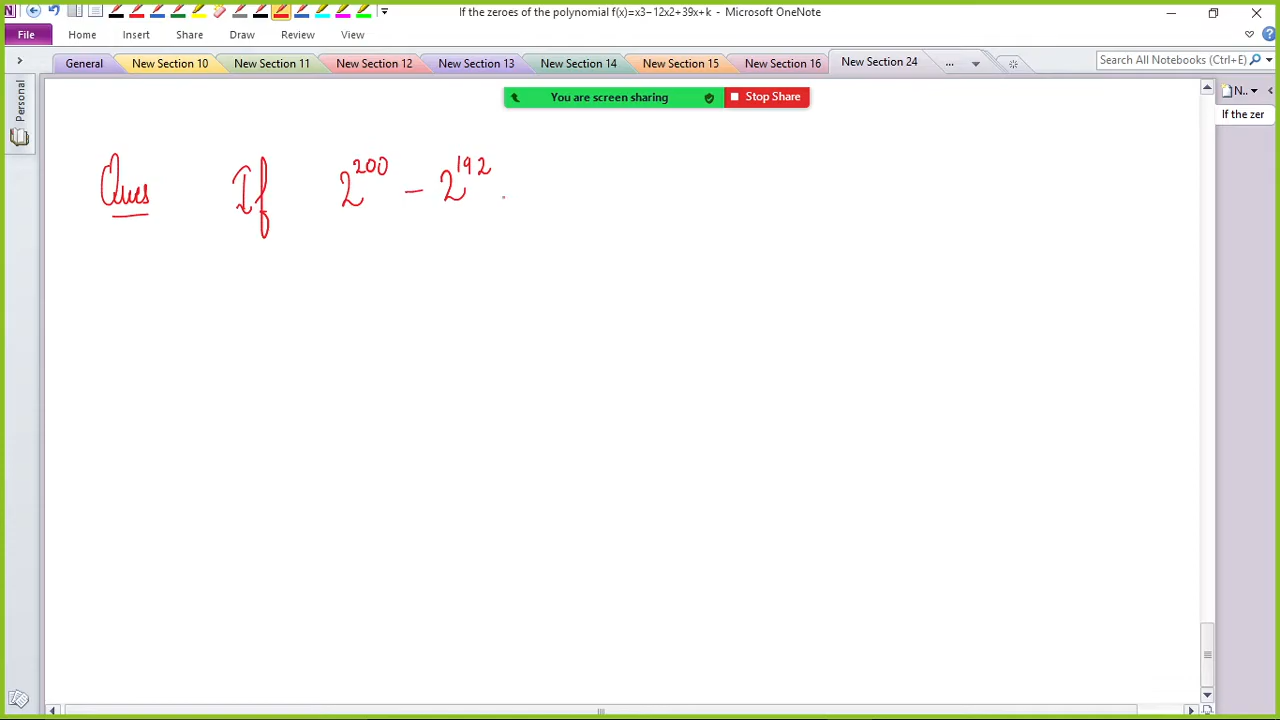 If the zeroes of the polynomial f(x)=x3−12x2+39x+k - Microsoft OneNote
File Home Insert Share Draw Review View
General New Section 10 New Section 11 New Section 12 New Section 13 New Section 14 New Section 15 New Section 16 New Section 24 ... Search All Notebooks (Ctrl+E)
Personal
N..
You are screen sharing Stop Share
If the zer
Ques If 2^200 − 2^192